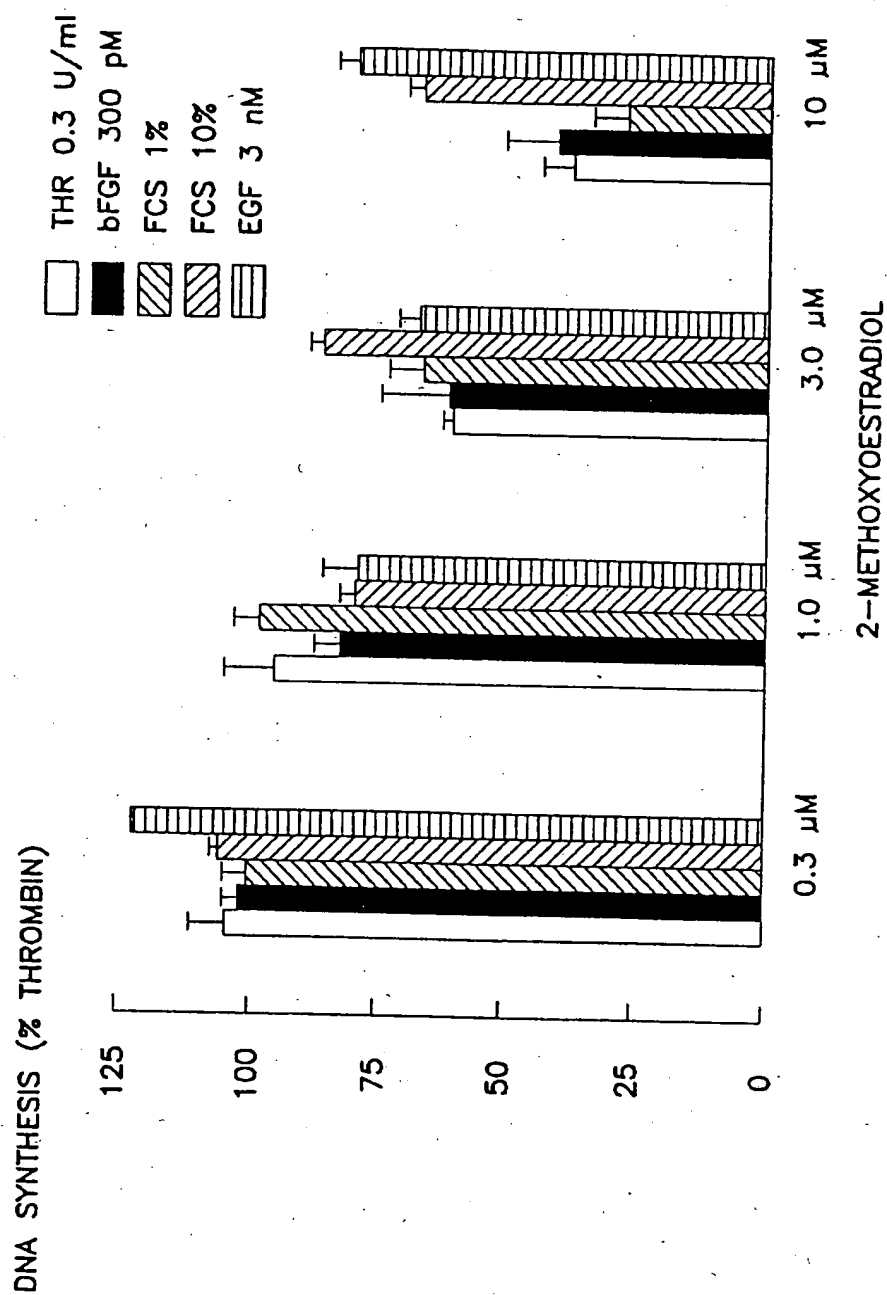 DNA SYNTHESIS (% THROMBIN)
THR 0.3 U/ml
bFGF 300 pM
FCS 1%
FCS 10%
EGF 3 nM
125
100
75
50
25
0
0.3 µM
1.0 µM
3.0 µM
10 µM
2-METHOXYOESTRADIOL